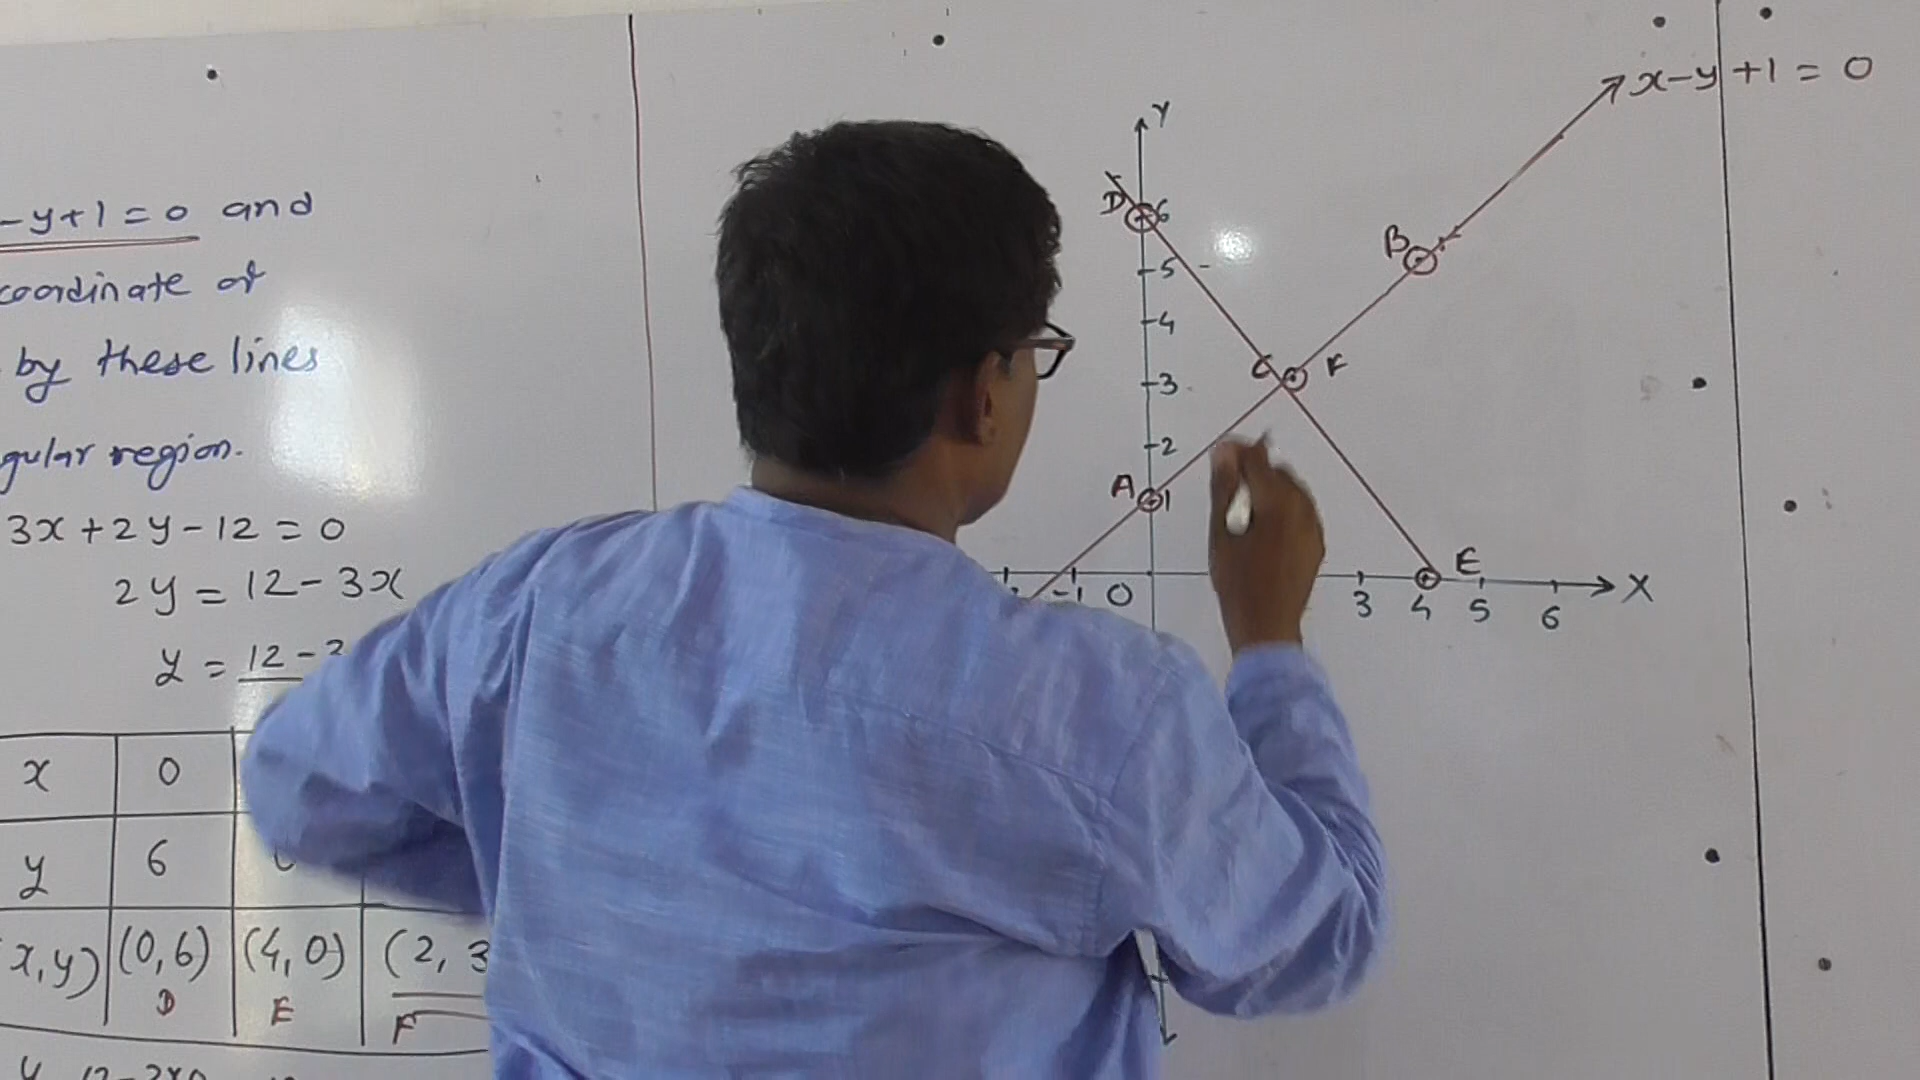 -y+1=0 and
coordinate of
by these lines
gular region.
3x+2y-12=0
2y=12-3x
y=12-3
x 0
y 6
x,y) (0,6) (4,0) (2,3
D E F
x-y+1=0
Y
D 6
B
5
4
C F
3
2
A 1
E
-1 O 3 4 5 6 X